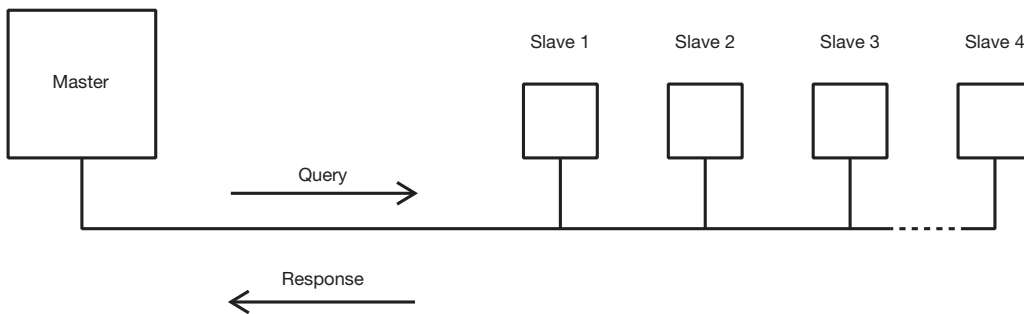 Master
Slave 1
Slave 2
Slave 3
Slave 4
Query
Response